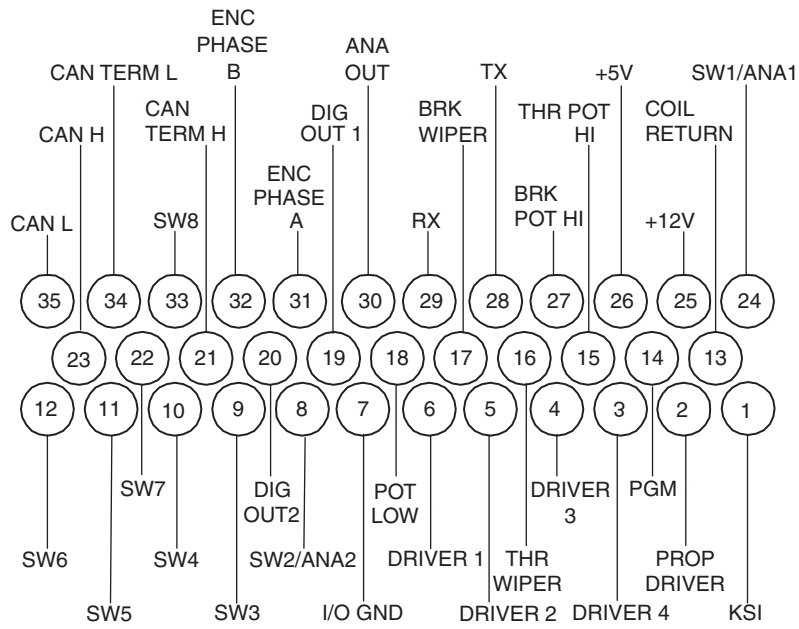 ENC
PHASE
B
ANA
OUT
CAN TERM L
TX
+5V
SW1/ANA1
CAN H
CAN
TERM H
DIG
OUT 1
BRK
WIPER
THR POT
HI
COIL
RETURN
ENC
PHASE
A
BRK
POT HI
CAN L
SW8
RX
+12V
35 34 33 32 31 30 29 28 27 26 25 24
23 22 21 20 19 18 17 16 15 14 13
12 11 10 9 8 7 6 5 4 3 2 1
SW7
DIG
OUT2
POT
LOW
DRIVER
3
PGM
SW6
SW4
SW2/ANA2
DRIVER 1
THR
WIPER
PROP
DRIVER
SW5
SW3
I/O GND
DRIVER 2
DRIVER 4
KSI